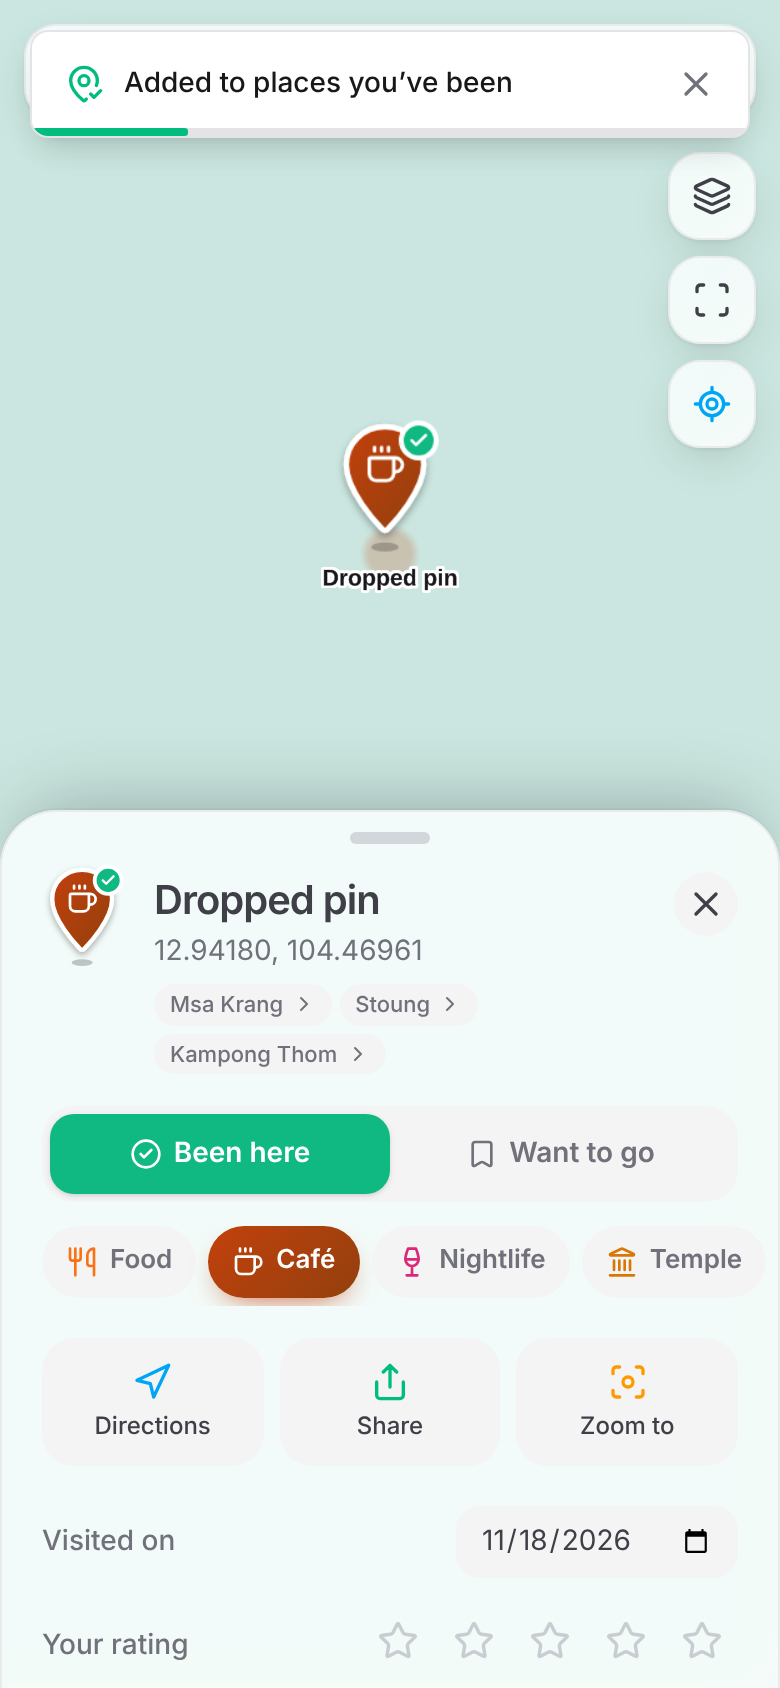 Added to places you’ve been
Dropped pin
Dropped pin
12.94180, 104.46961
Msa Krang
Stoung
Kampong Thom
Been here
Want to go
Food
Café
Nightlife
Temple
Directions
Share
Zoom to
Visited on
11/18/2026
Your rating